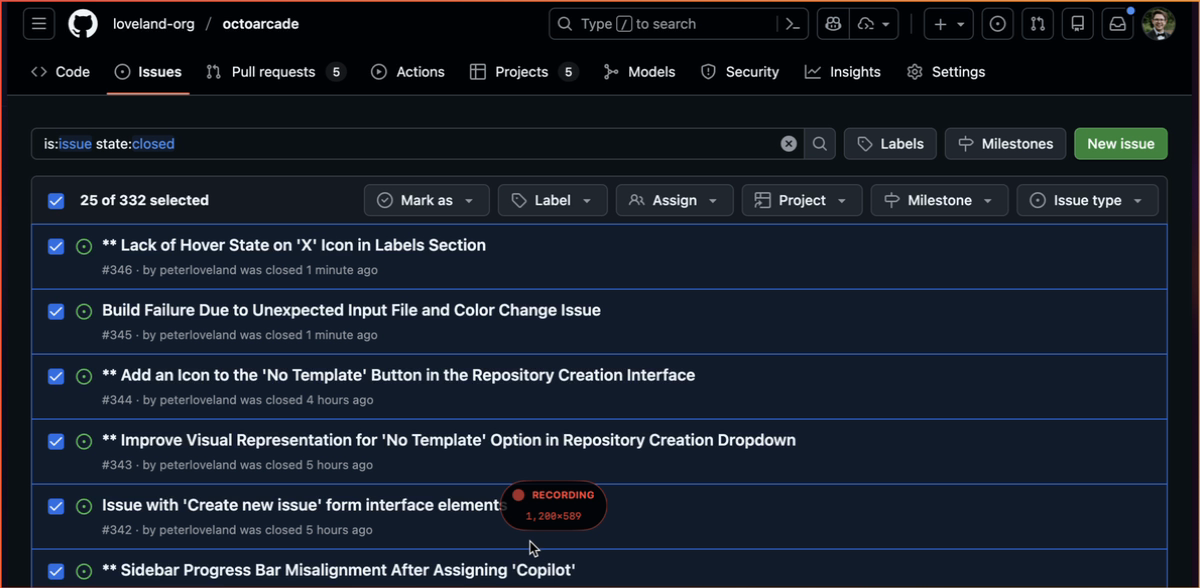 loveland-org / octoarcade
Type / to search
Code
Issues
Pull requests 5
Actions
Projects 5
Models
Security
Insights
Settings
is:issue state:closed
Labels
Milestones
New issue
25 of 332 selected
Mark as
Label
Assign
Project
Milestone
Issue type
** Lack of Hover State on 'X' Icon in Labels Section
#346 · by peterloveland was closed 1 minute ago
Build Failure Due to Unexpected Input File and Color Change Issue
#345 · by peterloveland was closed 1 minute ago
** Add an Icon to the 'No Template' Button in the Repository Creation Interface
#344 · by peterloveland was closed 4 hours ago
** Improve Visual Representation for 'No Template' Option in Repository Creation Dropdown
#343 · by peterloveland was closed 5 hours ago
Issue with 'Create new issue' form interface elements
RECORDING
1,200×589
#342 · by peterloveland was closed 5 hours ago
** Sidebar Progress Bar Misalignment After Assigning 'Copilot'